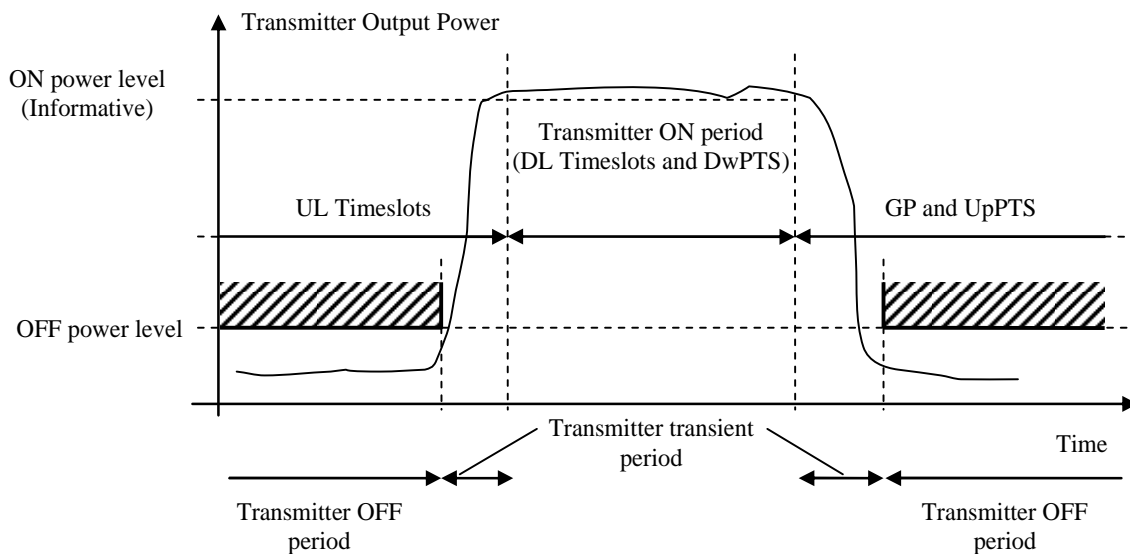 Transmitter Output Power
ON power level
(Informative)
Transmitter ON period
(DL Timeslots and DwPTS)
UL Timeslots
GP and UpPTS
OFF power level
Transmitter transient
period
Time
Transmitter OFF
period
Transmitter OFF
period